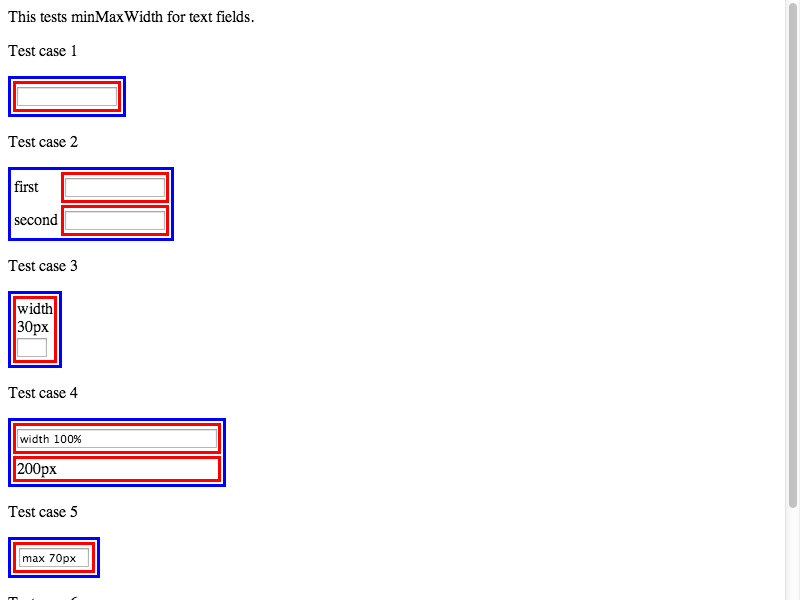 This tests minMaxWidth for text fields.
Test case 1
Test case 2
first
second
Test case 3
width
30px
Test case 4
width 100%
200px
Test case 5
max 70px